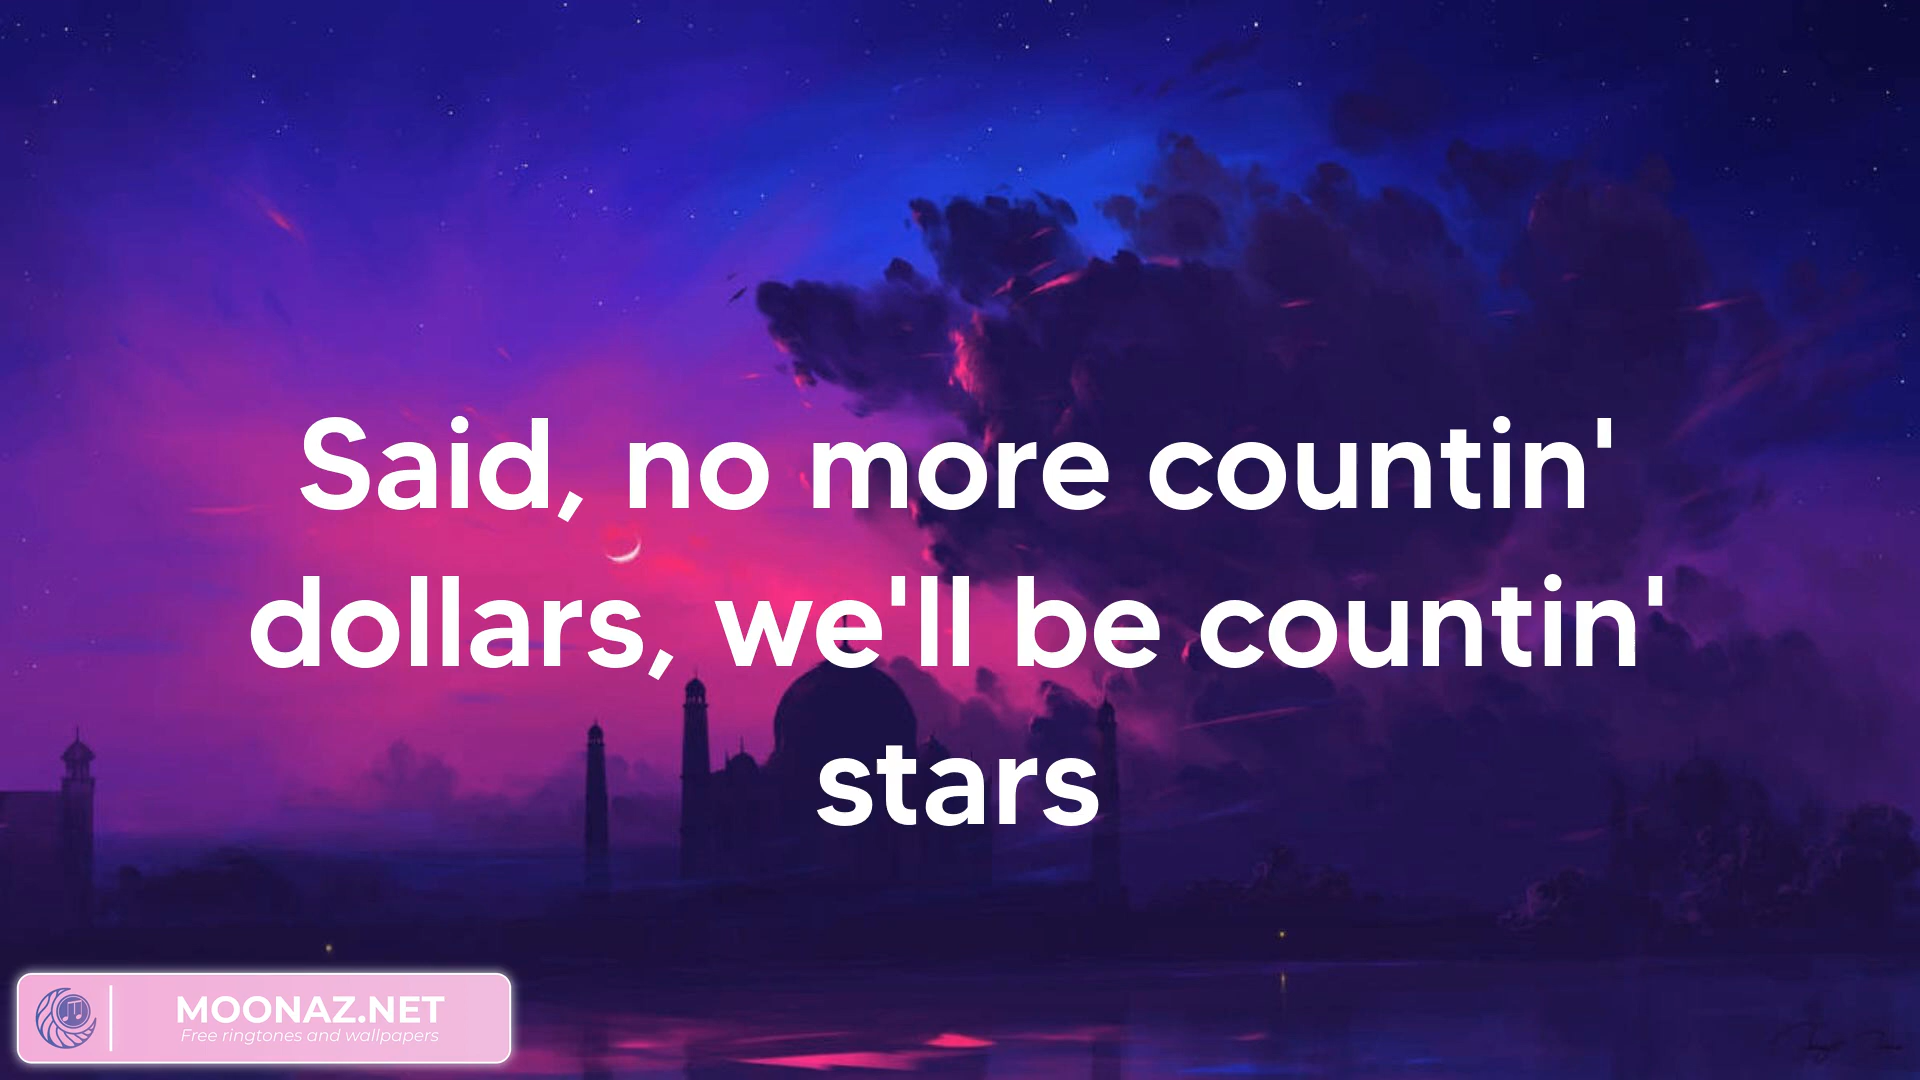 Said, no more countin'
dollars, we'll be countin'
stars
MOONAZ.NET
Free ringtones and wallpapers